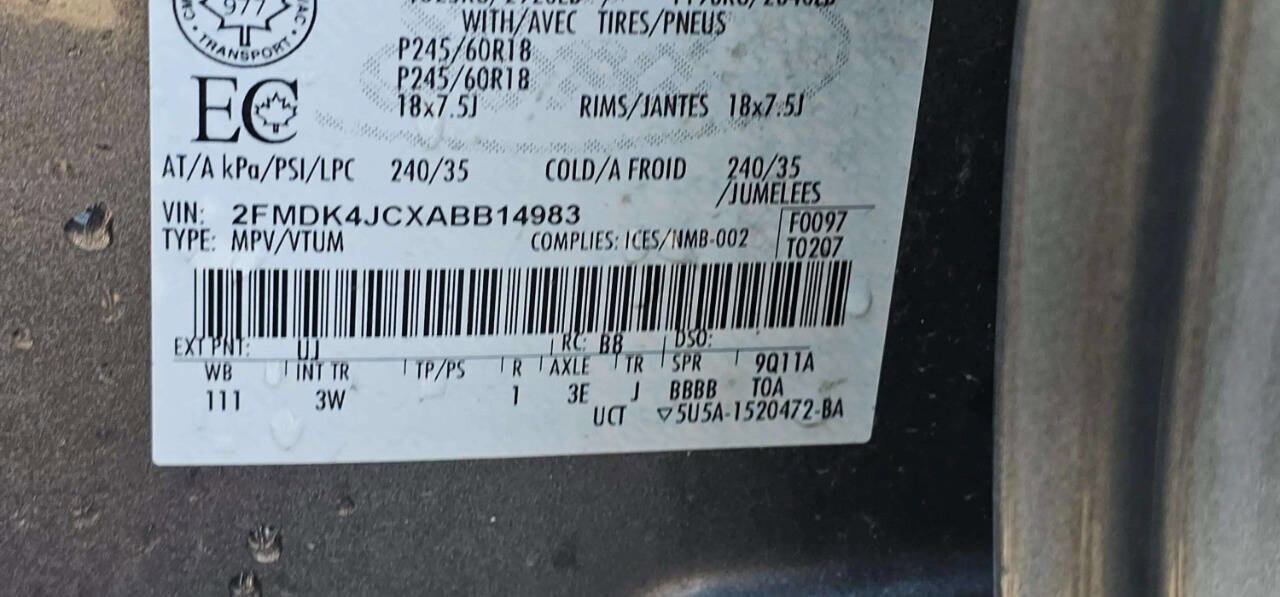 977
TRANSPORT
WITH/AVEC TIRES/PNEUS
P245/60R18
P245/60R18
18x7.5J RIMS/JANTES 18x7.5J
EC
AT/A kPa/PSI/LPC 240/35 COLD/A FROID 240/35
/JUMELEES
VIN: 2FMDK4JCXABB14983
F0097
TYPE: MPV/VTUM COMPLIES: ICES/NMB-002
T0207
EXT PNT: UJ RC: BB DSO:
WB INT TR TP/PS R AXLE TR SPR 9Q11A
111 3W 1 3E J BBBB TOA
UCT ▽5U5A-1520472-BA